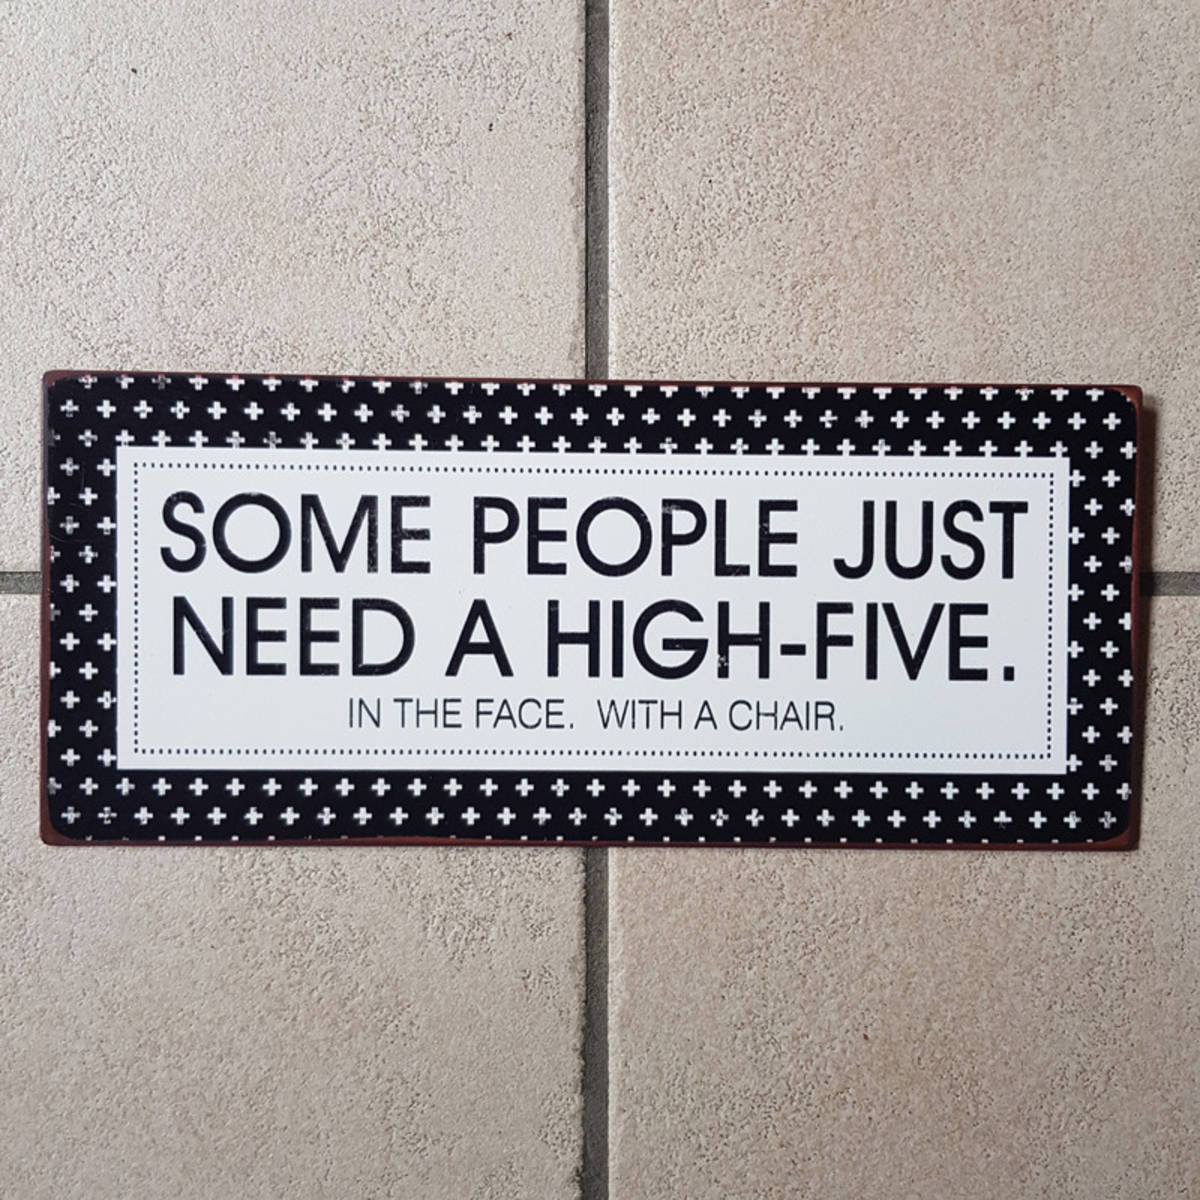 SOME PEOPLE JUST
NEED A HIGH-FIVE.
IN THE FACE. WITH A CHAIR.